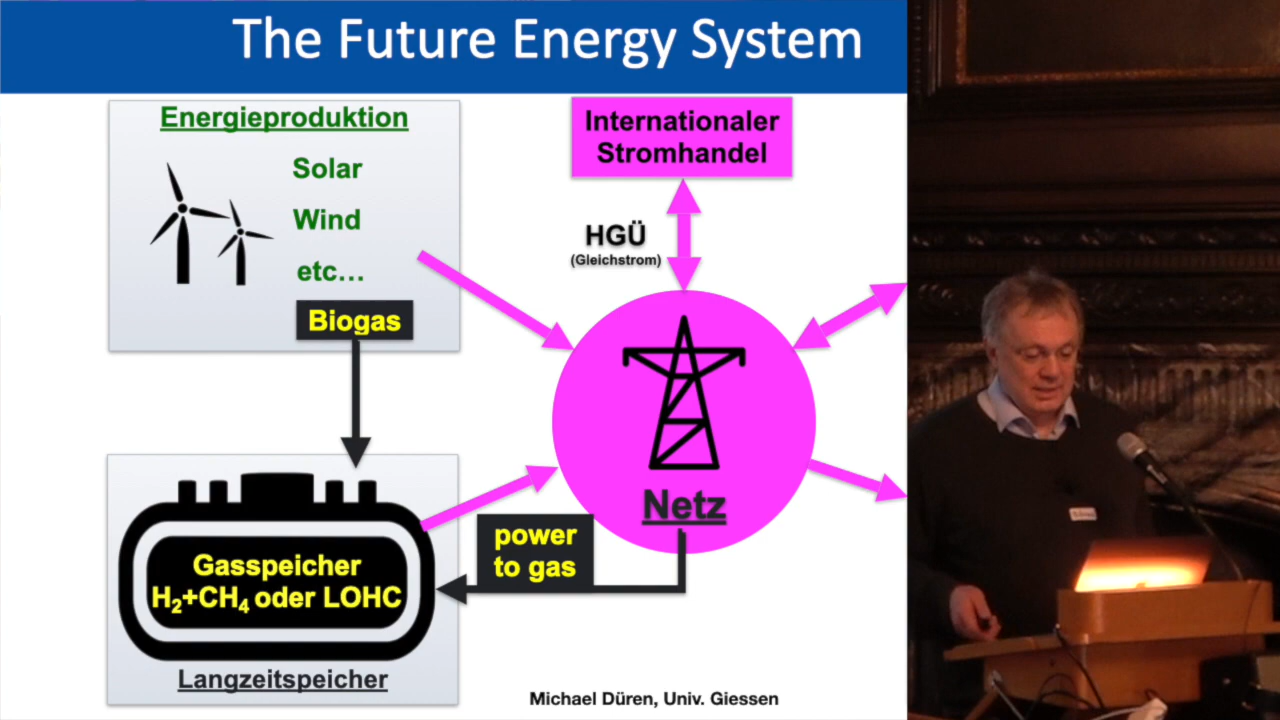 The Future Energy System
Energieproduktion
Solar
Wind
etc…
Biogas
Internationaler
Stromhandel
HGÜ
(Gleichstrom)
Netz
power
to gas
Gasspeicher
H₂+CH₄ oder LOHC
Langzeitspeicher
Michael Düren, Univ. Giessen